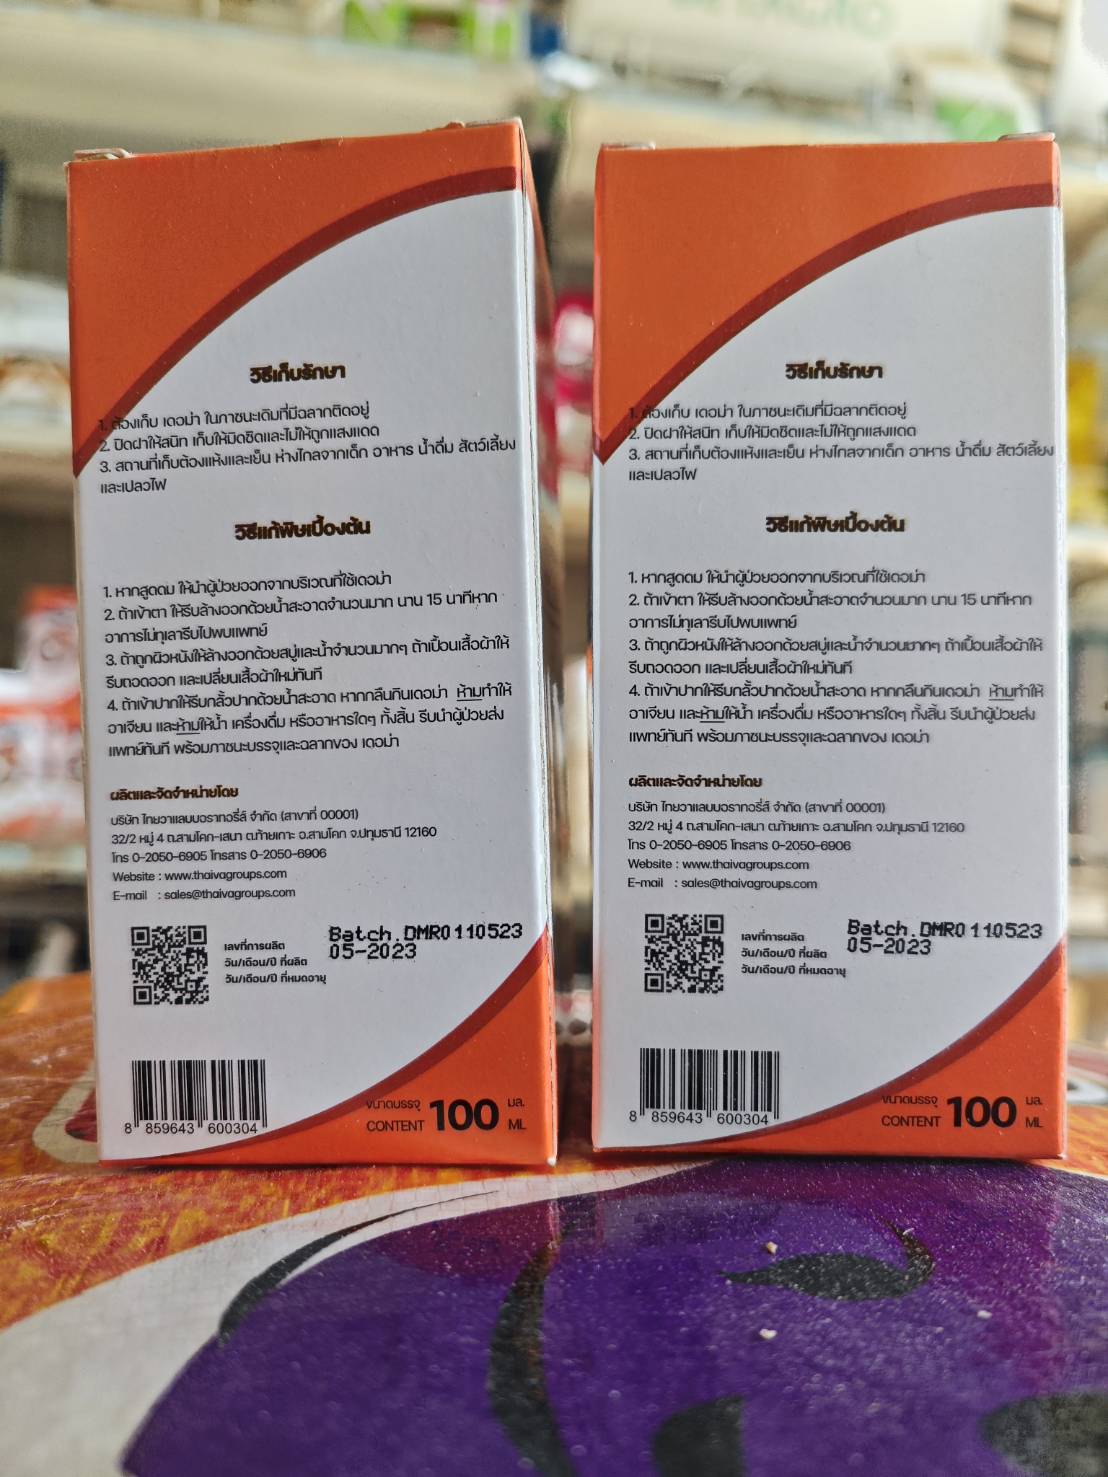 BETAGRO
วิธีเก็บรักษา
1. ต้องเก็บ เดอม่า ในภาชนะเดิมที่มีฉลากติดอยู่
2. ปิดฝาให้สนิท เก็บให้มิดชิดและไม่ให้ถูกแสงแดด
3. สถานที่เก็บต้องแห้งและเย็น ห่างไกลจากเด็ก อาหาร น้ำดื่ม สัตว์เลี้ยง
และเปลวไฟ
วิธีแก้พิษเบื้องต้น
1. หากสูดดม ให้นำผู้ป่วยออกจากบริเวณที่ใช้เดอม่า
2. ถ้าเข้าตา ให้รีบล้างออกด้วยน้ำสะอาดจำนวนมาก นาน 15 นาทีหาก
อาการไม่ทุเลารีบไปพบแพทย์
3. ถ้าถูกผิวหนังให้ล้างออกด้วยสบู่และน้ำจำนวนมากๆ ถ้าเปื้อนเสื้อผ้าให้
รีบถอดออก และเปลี่ยนเสื้อผ้าใหม่ทันที
4. ถ้าเข้าปากให้รีบกลั้วปากด้วยน้ำสะอาด หากกลืนกินเดอม่า ห้ามทำให้
อาเจียน และห้ามให้น้ำ เครื่องดื่ม หรืออาหารใดๆ ทั้งสิ้น รีบนำผู้ป่วยส่ง
แพทย์ทันที พร้อมภาชนะบรรจุและฉลากของ เดอม่า
ผลิตและจัดจำหน่ายโดย
บริษัท ไทยวาแลบบอราทอรี่ส์ จำกัด (สาขาที่ 00001)
32/2 หมู่ 4 ถ.สามโคก-เสนา ต.ท้ายเกาะ อ.สามโคก จ.ปทุมธานี 12160
โทร 0-2050-6905 โทรสาร 0-2050-6906
Website : www.thaivagroups.com
E-mail : sales@thaivagroups.com
เลขที่การผลิต Batch.DMR0110523
วัน/เดือน/ปี ที่ผลิต 05-2023
วัน/เดือน/ปี ที่หมดอายุ
8 859643 600304
ขนาดบรรจุ 100 มล.
CONTENT ML
วิธีเก็บรักษา
1. ต้องเก็บ เดอม่า ในภาชนะเดิมที่มีฉลากติดอยู่
2. ปิดฝาให้สนิท เก็บให้มิดชิดและไม่ให้ถูกแสงแดด
3. สถานที่เก็บต้องแห้งและเย็น ห่างไกลจากเด็ก อาหาร น้ำดื่ม สัตว์เลี้ยง
และเปลวไฟ
วิธีแก้พิษเบื้องต้น
1. หากสูดดม ให้นำผู้ป่วยออกจากบริเวณที่ใช้เดอม่า
2. ถ้าเข้าตา ให้รีบล้างออกด้วยน้ำสะอาดจำนวนมาก นาน 15 นาทีหาก
อาการไม่ทุเลารีบไปพบแพทย์
3. ถ้าถูกผิวหนังให้ล้างออกด้วยสบู่และน้ำจำนวนมากๆ ถ้าเปื้อนเสื้อผ้าให้
รีบถอดออก และเปลี่ยนเสื้อผ้าใหม่ทันที
4. ถ้าเข้าปากให้รีบกลั้วปากด้วยน้ำสะอาด หากกลืนกินเดอม่า ห้ามทำให้
อาเจียน และห้ามให้น้ำ เครื่องดื่ม หรืออาหารใดๆ ทั้งสิ้น รีบนำผู้ป่วยส่ง
แพทย์ทันที พร้อมภาชนะบรรจุและฉลากของ เดอม่า
ผลิตและจัดจำหน่ายโดย
บริษัท ไทยวาแลบบอราทอรี่ส์ จำกัด (สาขาที่ 00001)
32/2 หมู่ 4 ถ.สามโคก-เสนา ต.ท้ายเกาะ อ.สามโคก จ.ปทุมธานี 12160
โทร 0-2050-6905 โทรสาร 0-2050-6906
Website : www.thaivagroups.com
E-mail : sales@thaivagroups.com
เลขที่การผลิต Batch.DMR0110523
วัน/เดือน/ปี ที่ผลิต 05-2023
วัน/เดือน/ปี ที่หมดอายุ
8 859643 600304
ขนาดบรรจุ 100 มล.
CONTENT ML